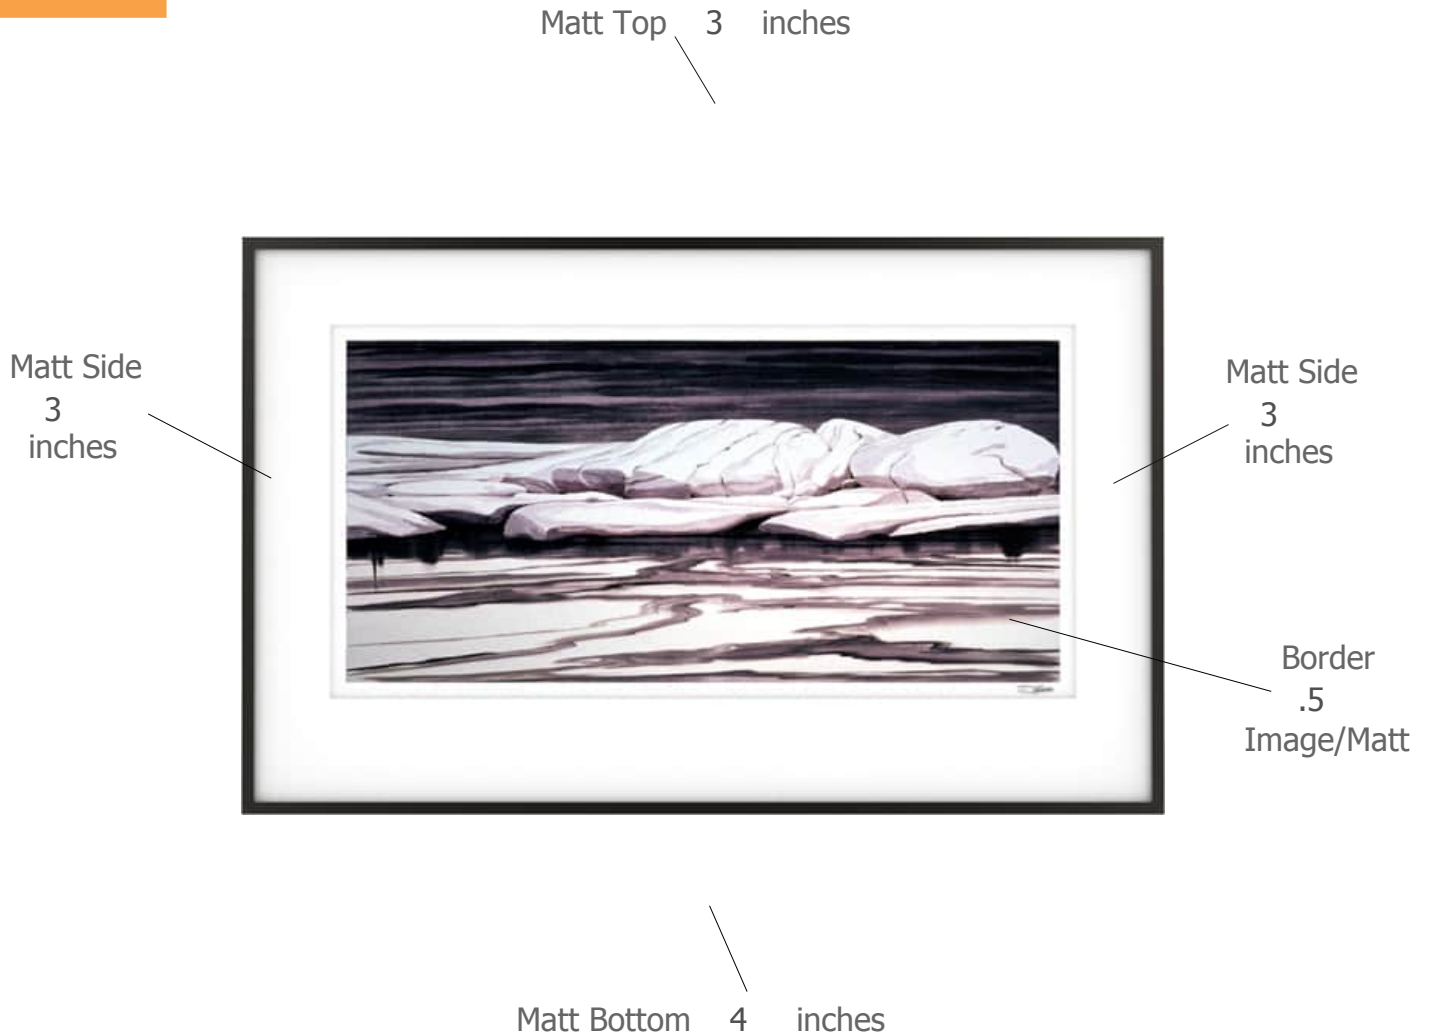 Matt Top 3 inches
Matt Side
3
inches
Matt Side
3
inches
Border
.5
Image/Matt
Matt Bottom 4 inches